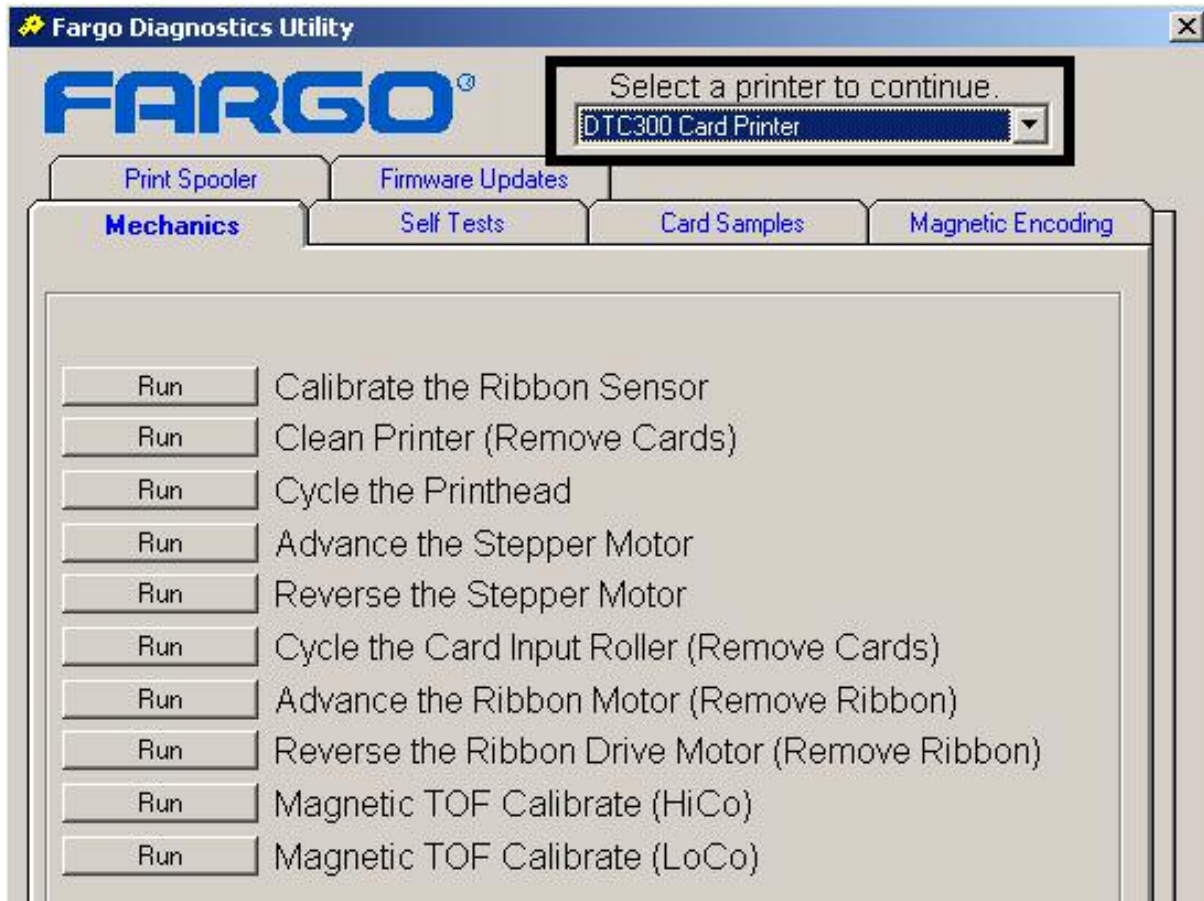 Fargo Diagnostics Utility
FARGO®
Select a printer to continue.
DTC300 Card Printer
Print Spooler
Firmware Updates
Mechanics
Self Tests
Card Samples
Magnetic Encoding
Run Calibrate the Ribbon Sensor
Run Clean Printer (Remove Cards)
Run Cycle the Printhead
Run Advance the Stepper Motor
Run Reverse the Stepper Motor
Run Cycle the Card Input Roller (Remove Cards)
Run Advance the Ribbon Motor (Remove Ribbon)
Run Reverse the Ribbon Drive Motor (Remove Ribbon)
Run Magnetic TOF Calibrate (HiCo)
Run Magnetic TOF Calibrate (LoCo)